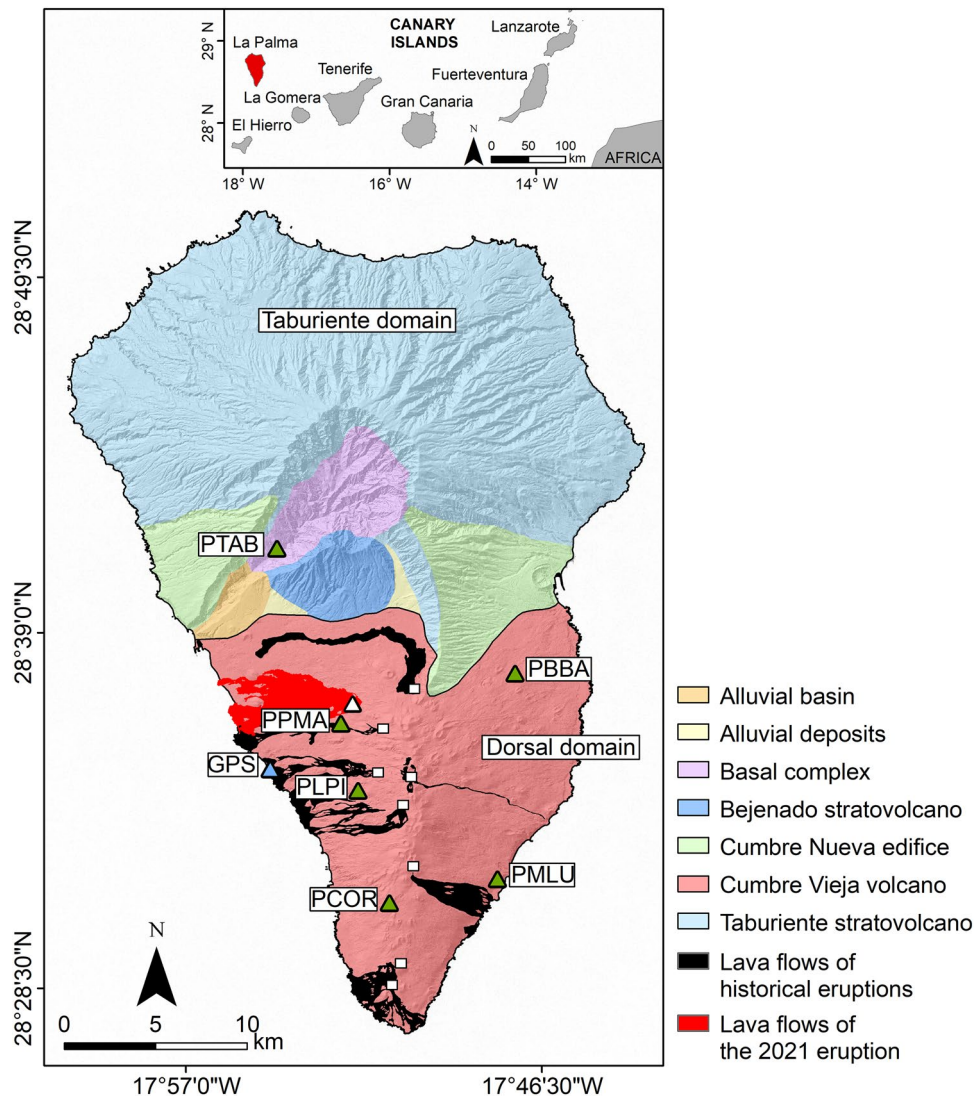 CANARY
ISLANDS
Lanzarote
29° N
La Palma
Tenerife
Fuerteventura
La Gomera
Gran Canaria
28° N
El Hierro
N
0 50 100
km
AFRICA
18° W
16° W
14° W
28°49'30"N
Taburiente domain
PTAB
28°39'0"N
PBBA
PPMA
Dorsal domain
GPS
PLPI
PMLU
PCOR
N
28°28'30"N
0 5 10
km
17°57'0"W
17°46'30"W
Alluvial basin
Alluvial deposits
Basal complex
Bejenado stratovolcano
Cumbre Nueva edifice
Cumbre Vieja volcano
Taburiente stratovolcano
Lava flows of
historical eruptions
Lava flows of
the 2021 eruption